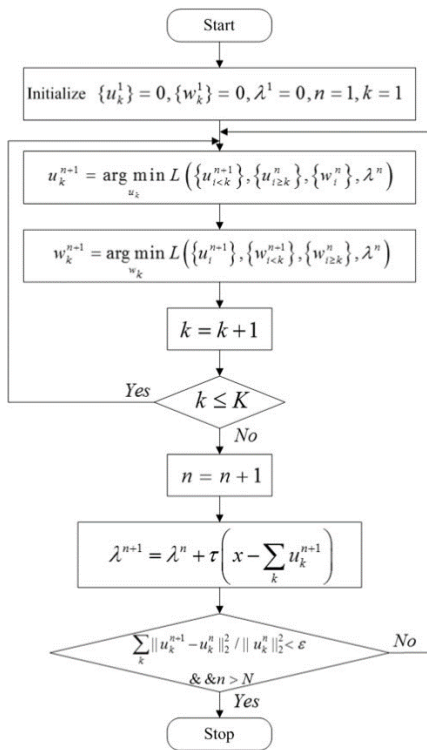 Start
Initialize {u_k^1} = 0, {w_k^1} = 0, λ^1 = 0, n = 1, k = 1
u_k^{n+1} = arg min_{u_k} L ({u_{i<k}^{n+1}}, {u_{i≥k}^n}, {w_i^n}, λ^n)
w_k^{n+1} = arg min_{w_k} L ({u_i^{n+1}}, {w_{i<k}^{n+1}}, {w_{i≥k}^n}, λ^n)
k = k+1
Yes
k ≤ K
No
n = n+1
λ^{n+1} = λ^n + τ(x − ∑_k u_k^{n+1})
∑_k || u_k^{n+1} − u_k^n ||_2^2 / || u_k^n ||_2^2 < ε
No
& &n > N
Yes
Stop